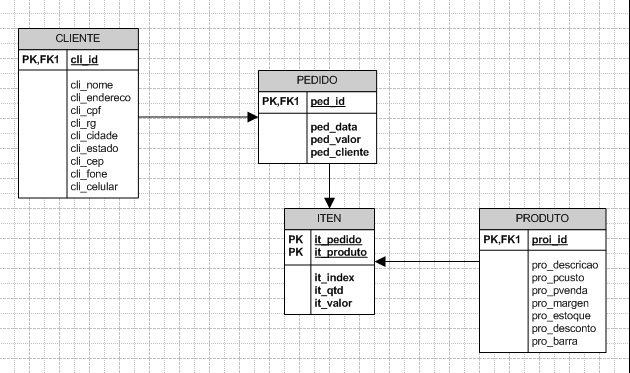 CLIENTE
PK,FK1 cli_id
cli_nome
cli_endereco
cli_cpf
cli_rg
cli_cidade
cli_estado
cli_cep
cli_fone
cli_celular
PEDIDO
PK,FK1 ped_id
ped_data
ped_valor
ped_cliente
ITEN
PK it_pedido
PK it_produto
it_index
it_qtd
it_valor
PRODUTO
PK,FK1 proi_id
pro_descricao
pro_pcusto
pro_pvenda
pro_margen
pro_estoque
pro_desconto
pro_barra